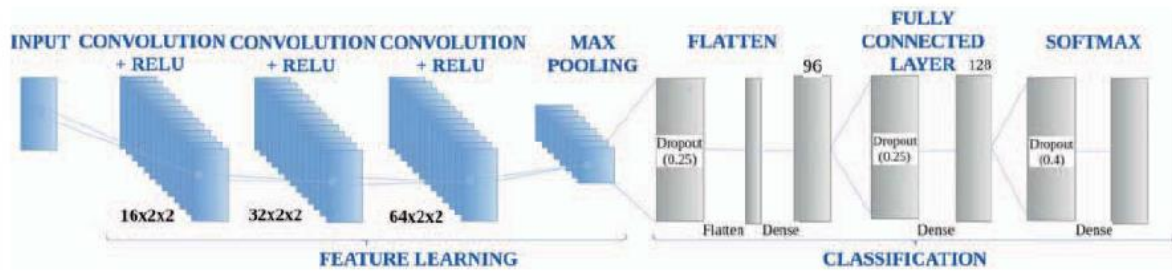 INPUT
CONVOLUTION
+ RELU
CONVOLUTION
+ RELU
CONVOLUTION
+ RELU
MAX
POOLING
FLATTEN
FULLY
CONNECTED
LAYER
SOFTMAX
96
128
Dropout
(0.25)
Dropout
(0.25)
Dropout
(0.4)
16x2x2
32x2x2
64x2x2
Flatten
Dense
Dense
Dense
FEATURE LEARNING
CLASSIFICATION